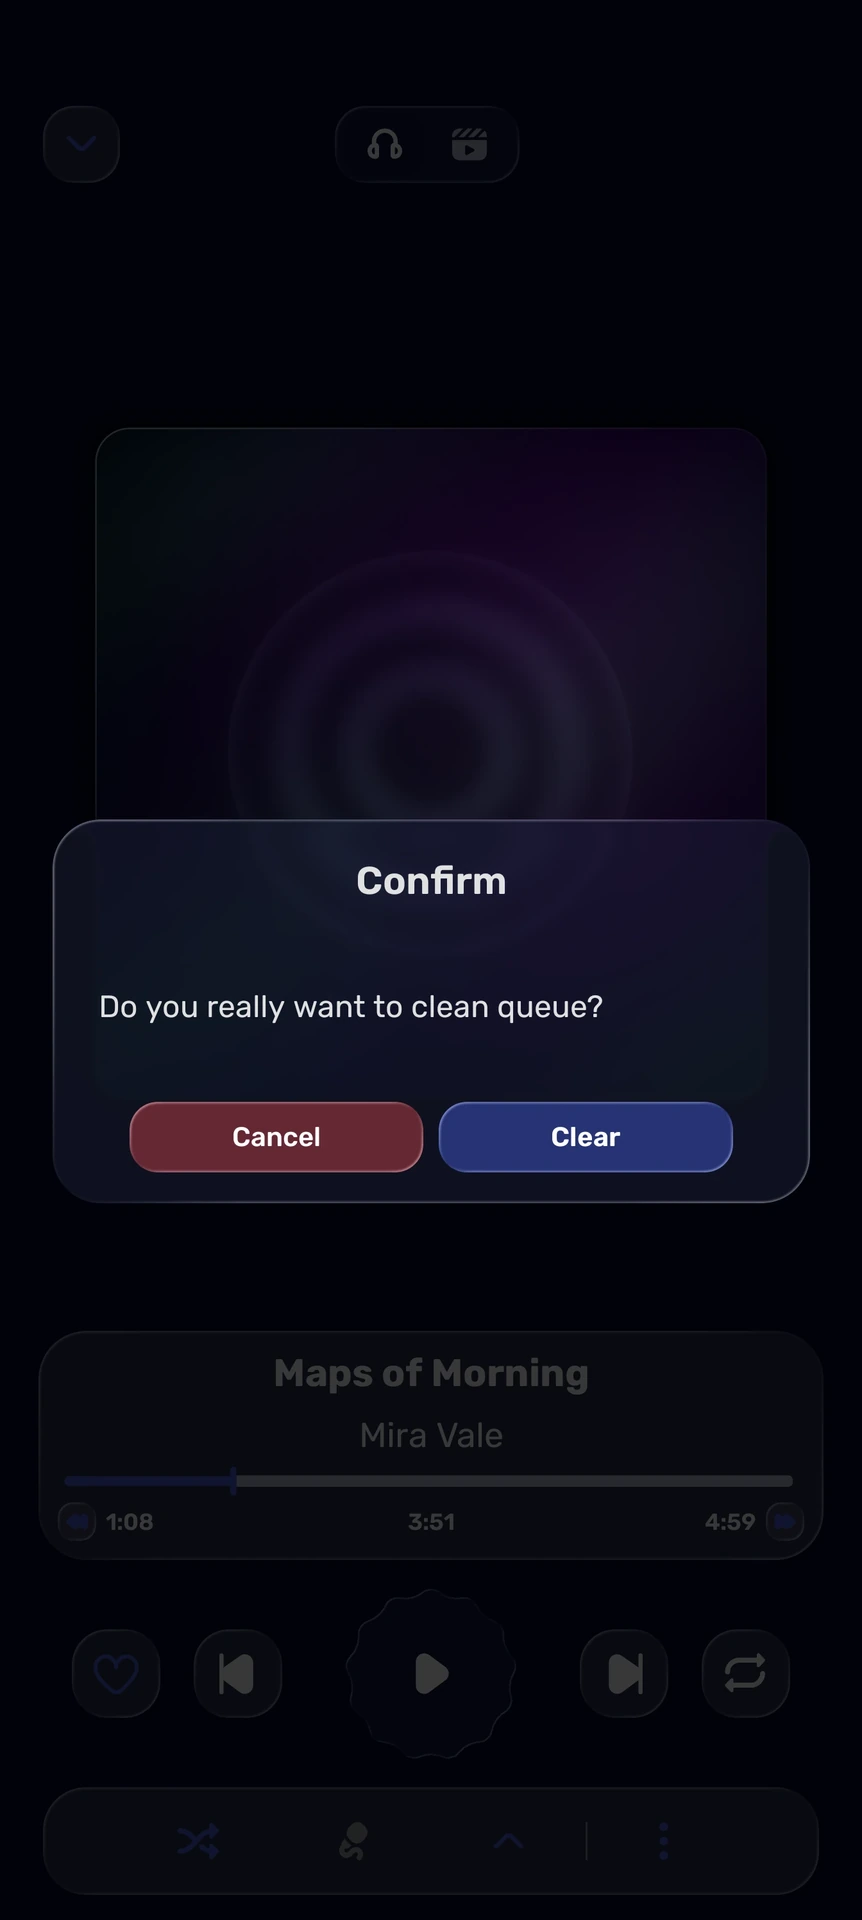 Confirm
Do you really want to clean queue?
Cancel
Clear
Maps of Morning
Mira Vale
1:08
3:51
4:59